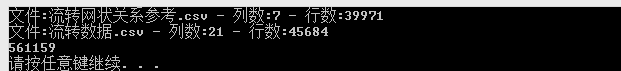 文件:流转网状关系参考.csv - 列数:7 - 行数:39971
文件:流转数据.csv - 列数:21 - 行数:45684
561159
请按任意键继续. . .